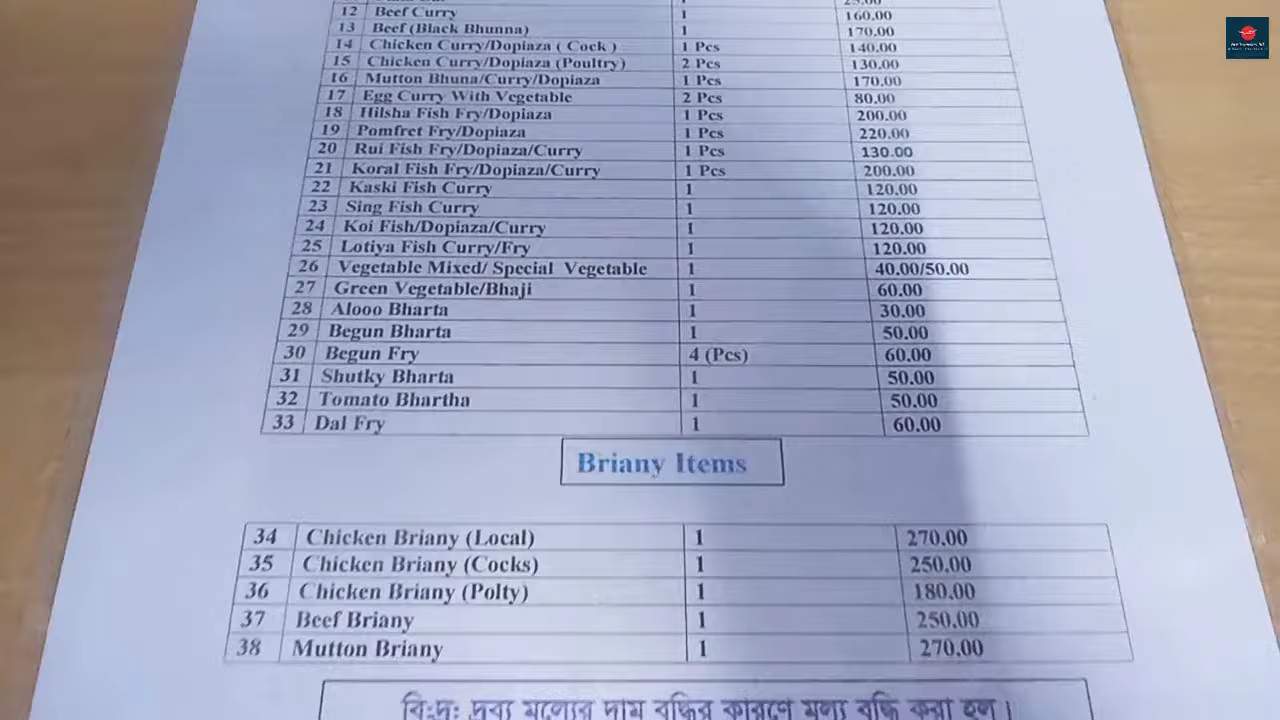 12 Beef Curry 1 160.00
13 Beef (Black Bhunna) 1 170.00
14 Chicken Curry/Dopiaza ( Cock ) 1 Pcs 140.00
15 Chicken Curry/Dopiaza (Poultry) 2 Pcs 130.00
16 Mutton Bhuna/Curry/Dopiaza 1 Pcs 170.00
17 Egg Curry With Vegetable 2 Pcs 80.00
18 Hilsha Fish Fry/Dopiaza 1 Pcs 200.00
19 Pomfret Fry/Dopiaza 1 Pcs 220.00
20 Rui Fish Fry/Dopiaza/Curry 1 Pcs 130.00
21 Koral Fish Fry/Dopiaza/Curry 1 Pcs 200.00
22 Kaski Fish Curry 1 120.00
23 Sing Fish Curry 1 120.00
24 Koi Fish/Dopiaza/Curry 1 120.00
25 Lotiya Fish Curry/Fry 1 120.00
26 Vegetable Mixed/ Special Vegetable 1 40.00/50.00
27 Green Vegetable/Bhaji 1 60.00
28 Alooo Bharta 1 30.00
29 Begun Bharta 1 50.00
30 Begun Fry 4 (Pcs) 60.00
31 Shutky Bharta 1 50.00
32 Tomato Bhartha 1 50.00
33 Dal Fry 1 60.00
Briany Items
34 Chicken Briany (Local) 1 270.00
35 Chicken Briany (Cocks) 1 250.00
36 Chicken Briany (Polty) 1 180.00
37 Beef Briany 1 250.00
38 Mutton Briany 1 270.00
বি:দ্র: দ্রব্য মূল্যের দাম বৃদ্ধির কারণে মূল্য বৃদ্ধি করা হল।